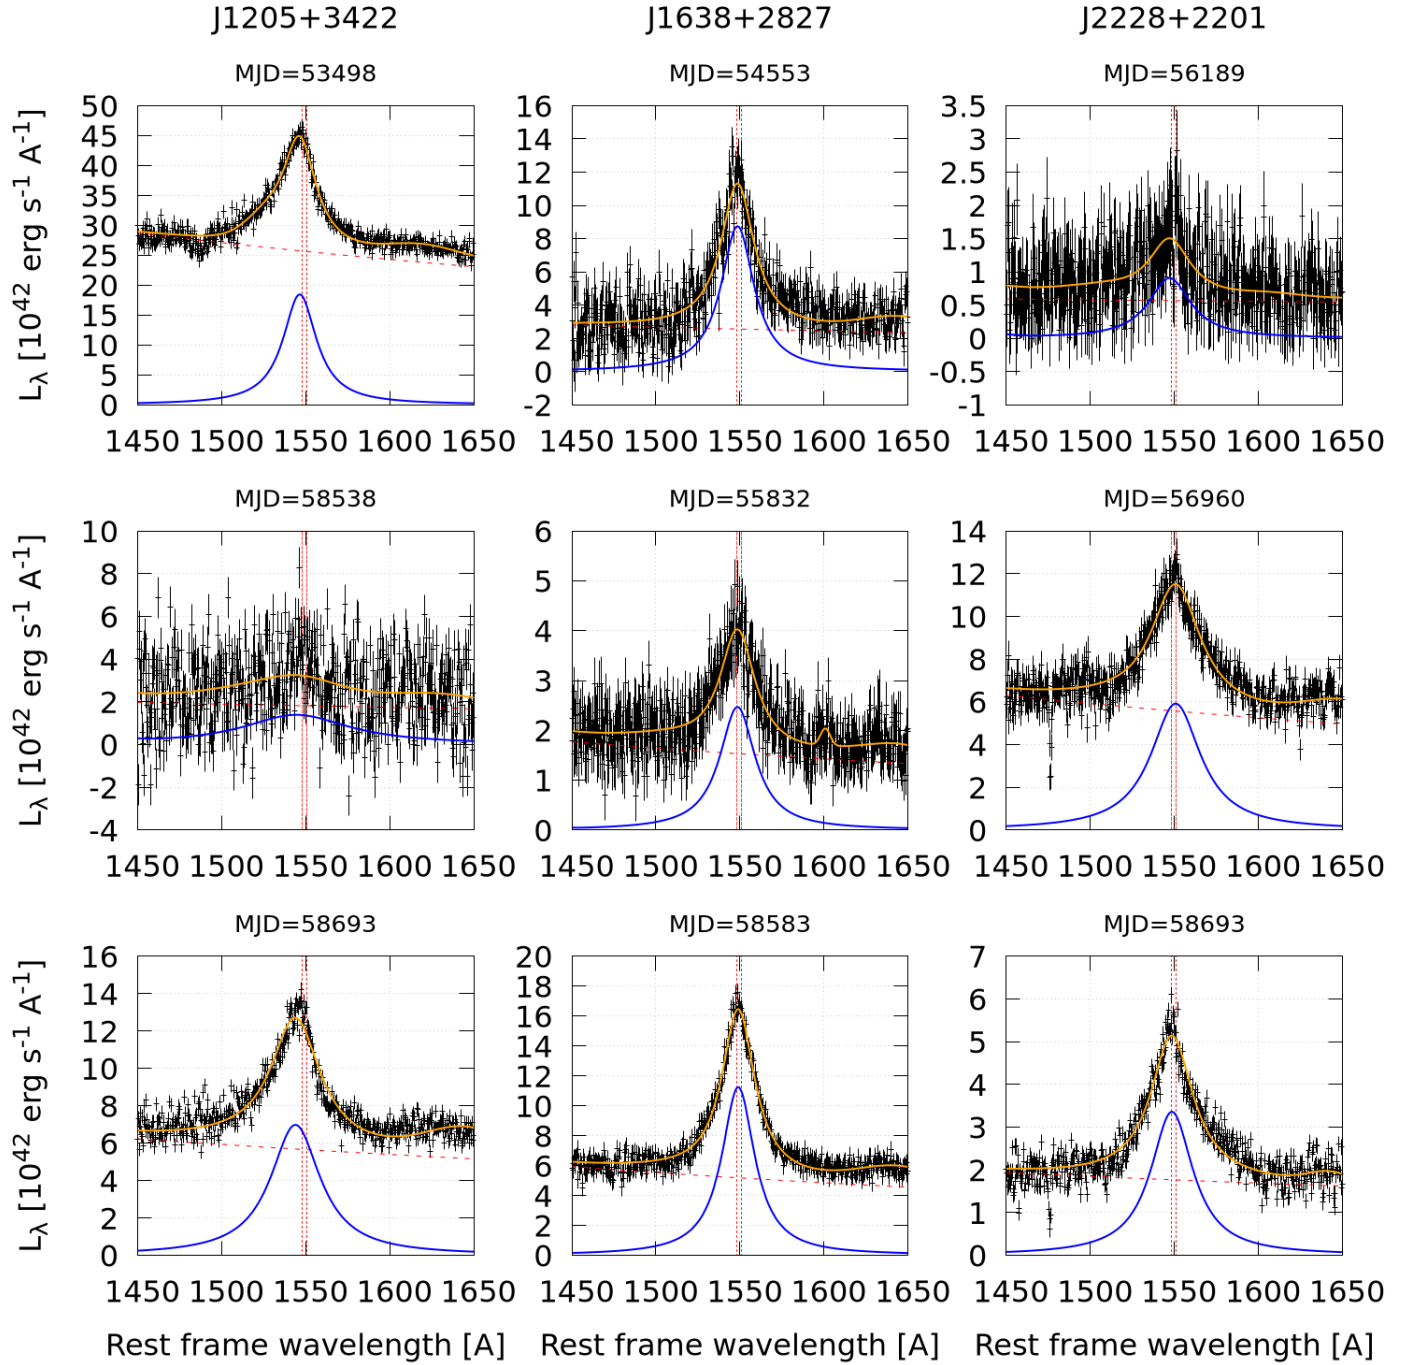 J1205+3422 J1638+2827 J2228+2201
MJD=53498 MJD=54553 MJD=56189
L_λ [10^42 erg s^-1 A^-1]
50 45 40 35 30 25 20 15 10 5 0
16 14 12 10 8 6 4 2 0 -2
3.5 3 2.5 2 1.5 1 0.5 0 -0.5 -1
1450 1500 1550 1600 1650 1450 1500 1550 1600 1650 1450 1500 1550 1600 1650
MJD=58538 MJD=55832 MJD=56960
L_λ [10^42 erg s^-1 A^-1]
10 8 6 4 2 0 -2 -4
6 5 4 3 2 1 0
14 12 10 8 6 4 2 0
1450 1500 1550 1600 1650 1450 1500 1550 1600 1650 1450 1500 1550 1600 1650
MJD=58693 MJD=58583 MJD=58693
L_λ [10^42 erg s^-1 A^-1]
16 14 12 10 8 6 4 2 0
20 18 16 14 12 10 8 6 4 2 0
7 6 5 4 3 2 1 0
1450 1500 1550 1600 1650 1450 1500 1550 1600 1650 1450 1500 1550 1600 1650
Rest frame wavelength [A] Rest frame wavelength [A] Rest frame wavelength [A]